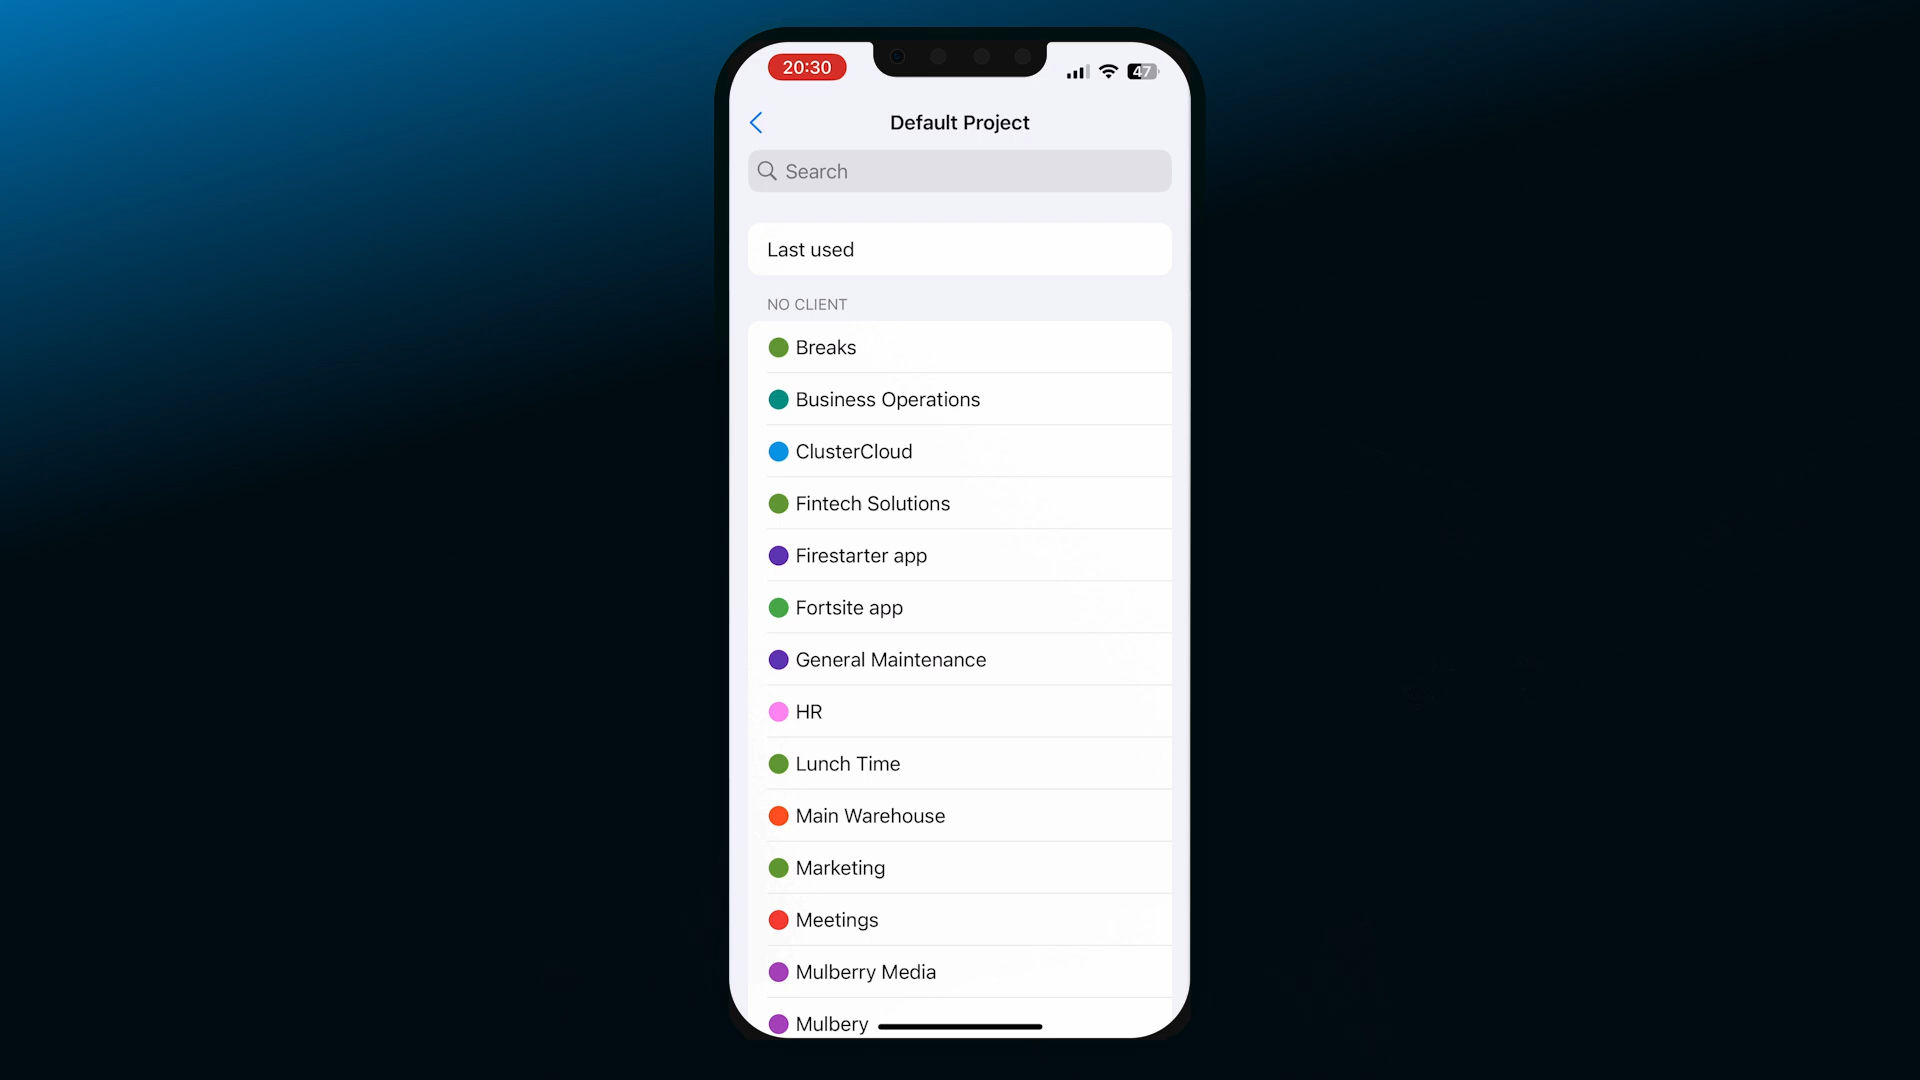 20:30
47
Default Project
Search
Last used
NO CLIENT
Breaks
Business Operations
ClusterCloud
Fintech Solutions
Firestarter app
Fortsite app
General Maintenance
HR
Lunch Time
Main Warehouse
Marketing
Meetings
Mulberry Media
Mulbery